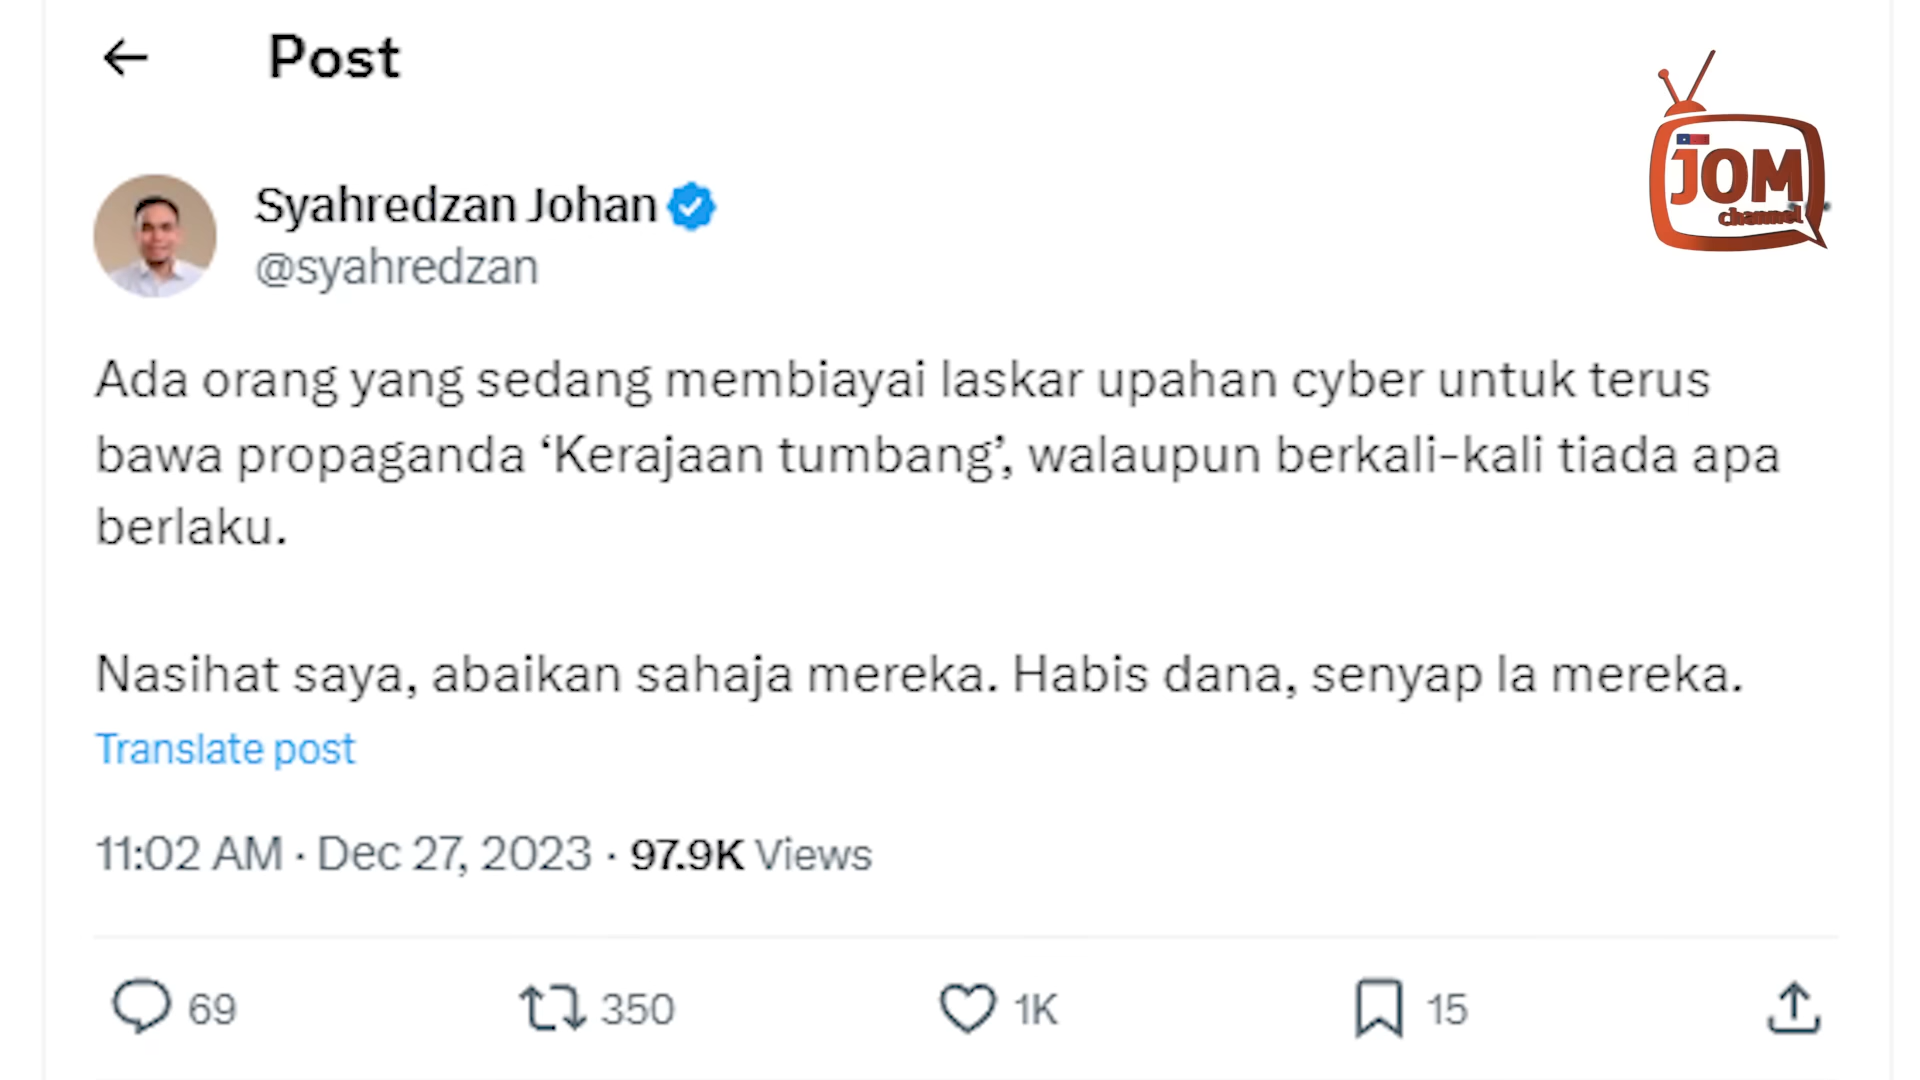 Post
JOM
channel
Syahredzan Johan
@syahredzan
Ada orang yang sedang membiayai laskar upahan cyber untuk terus
bawa propaganda ‘Kerajaan tumbang’, walaupun berkali-kali tiada apa
berlaku.
Nasihat saya, abaikan sahaja mereka. Habis dana, senyap la mereka.
Translate post
11:02 AM · Dec 27, 2023 · 97.9K Views
69 350 1K 15